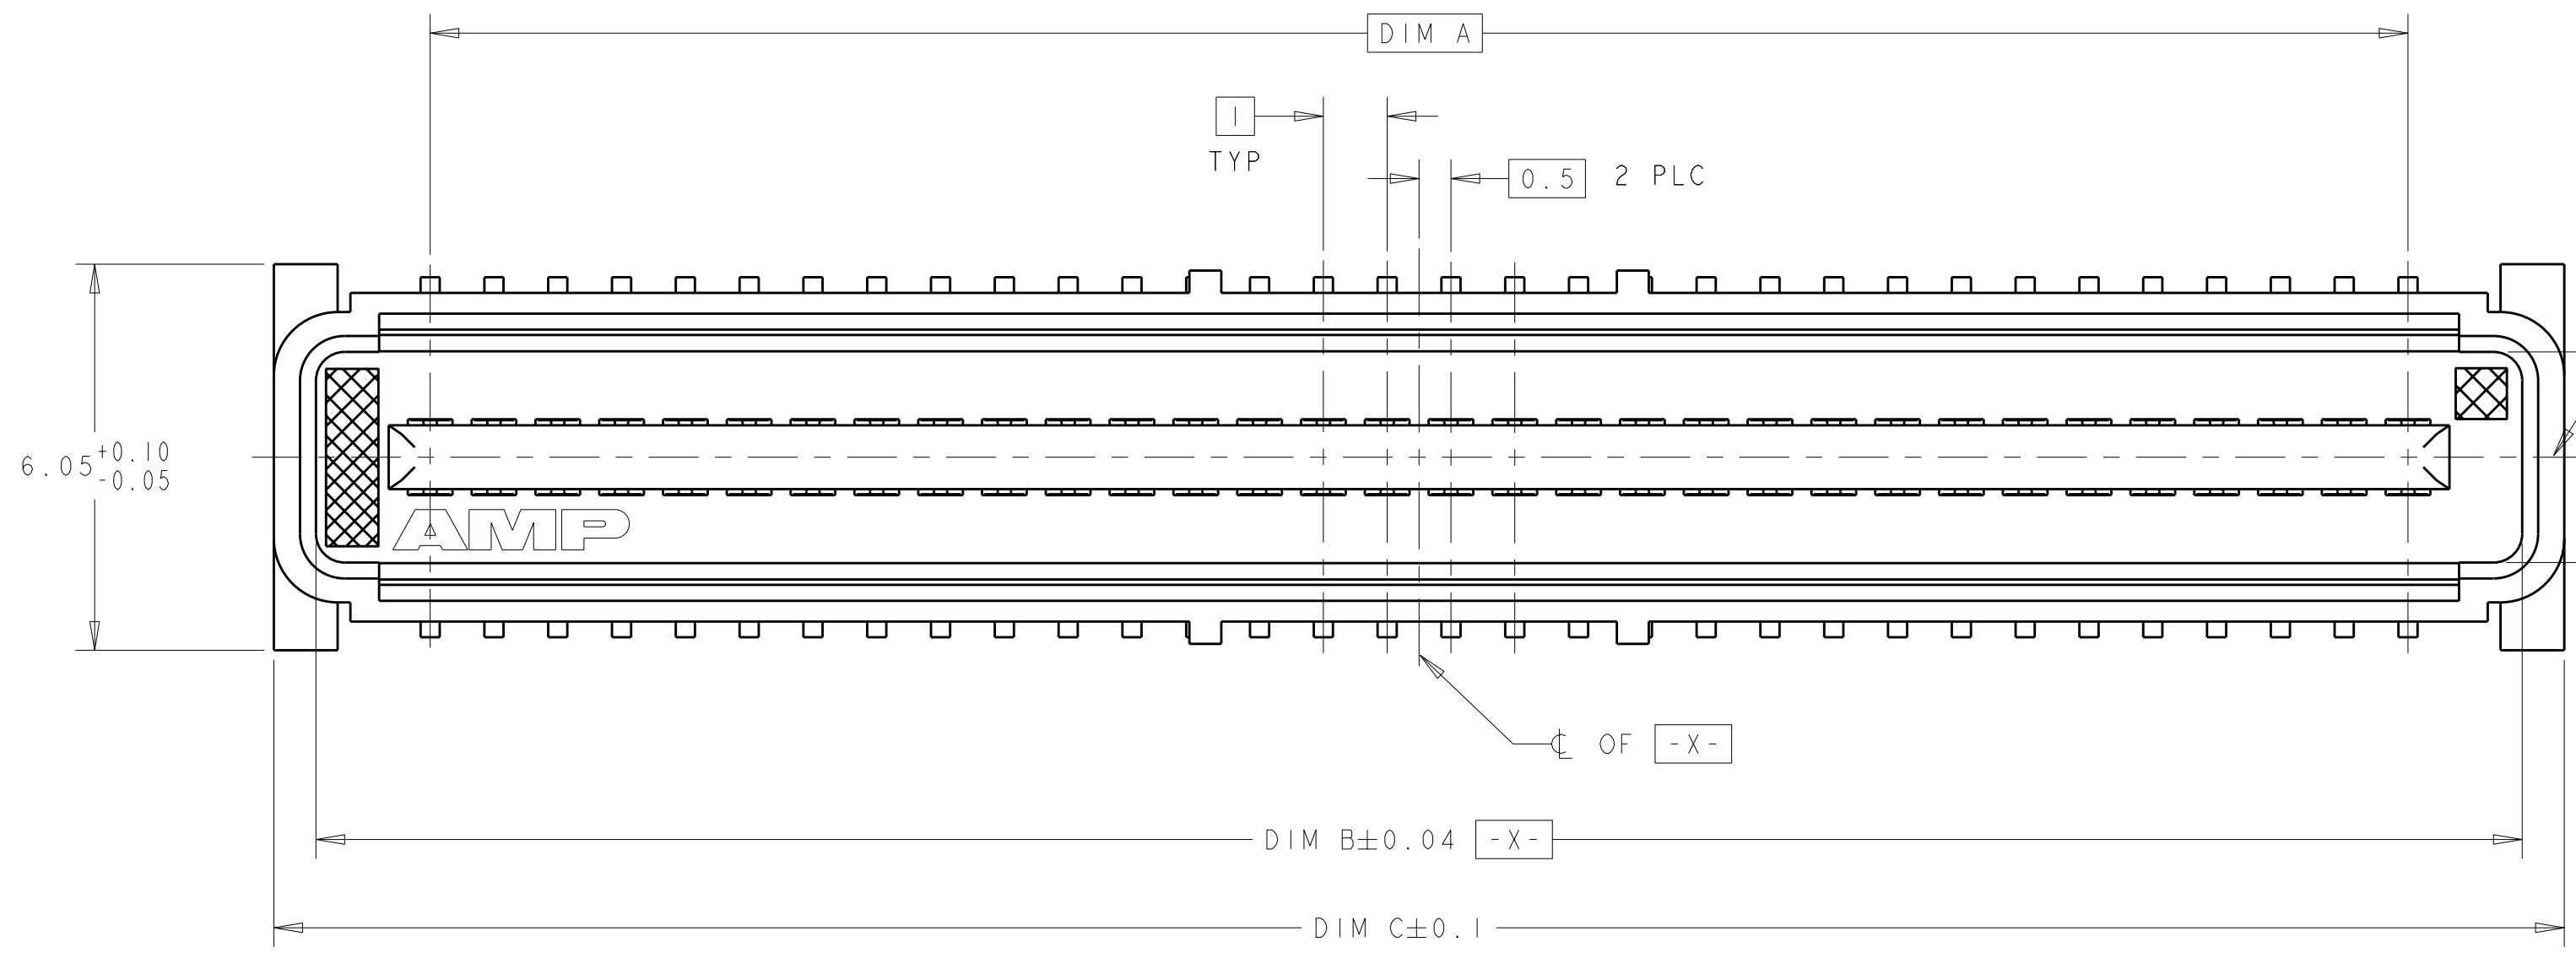 DIM A
1
TYP
0.5 2 PLC
6.05 +0.10
-0.05
AMP
℄ OF -X-
DIM B±0.04 -X-
DIM C±0.1